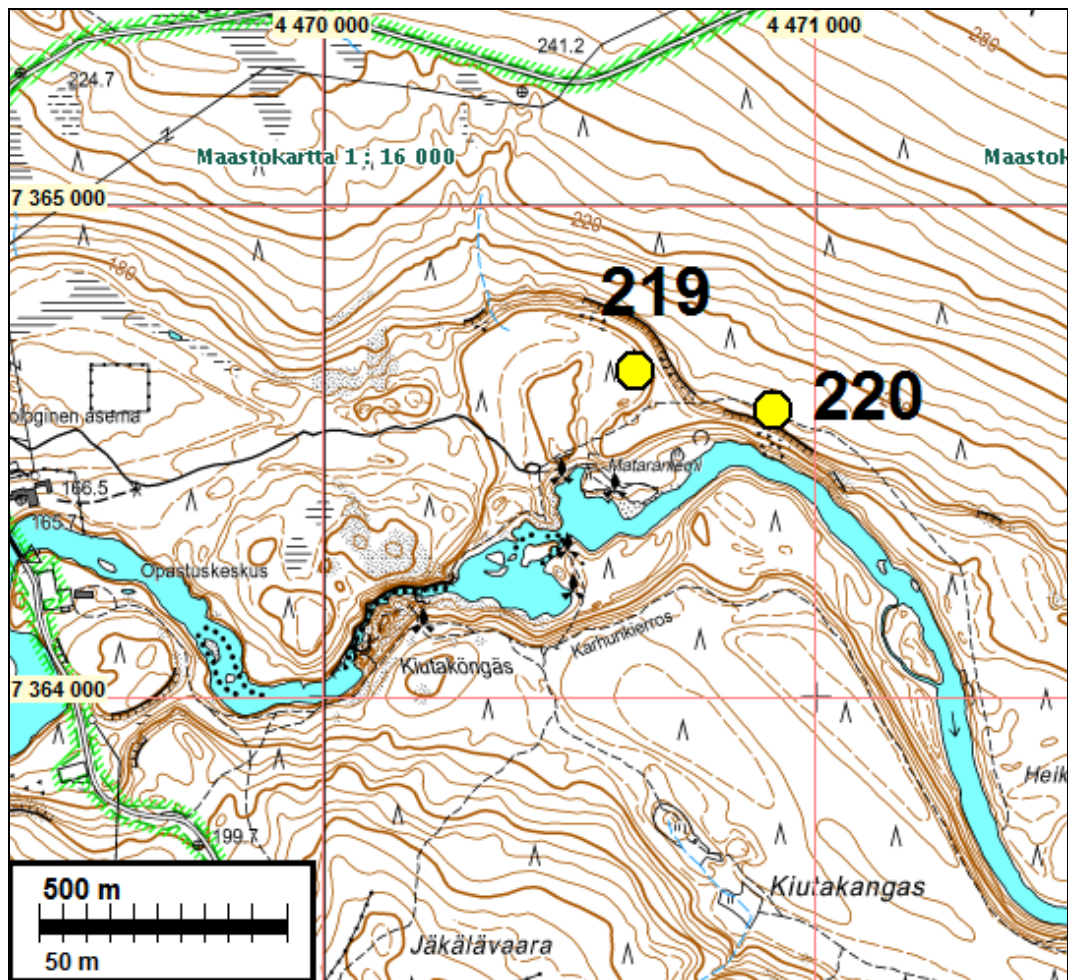 4 470 000
4 471 000
241.2
280
224.7
Maastokartta 1 : 16 000
Maastok
7 365 000
220
180
219
220
ologinen asema
Mataraniemi
166.5
165.7
Opastuskeskus
Karhunkierros
Kiutaköngäs
7 364 000
Heik
199.7
500 m
50 m
Kiutakangas
Jäkälävaara